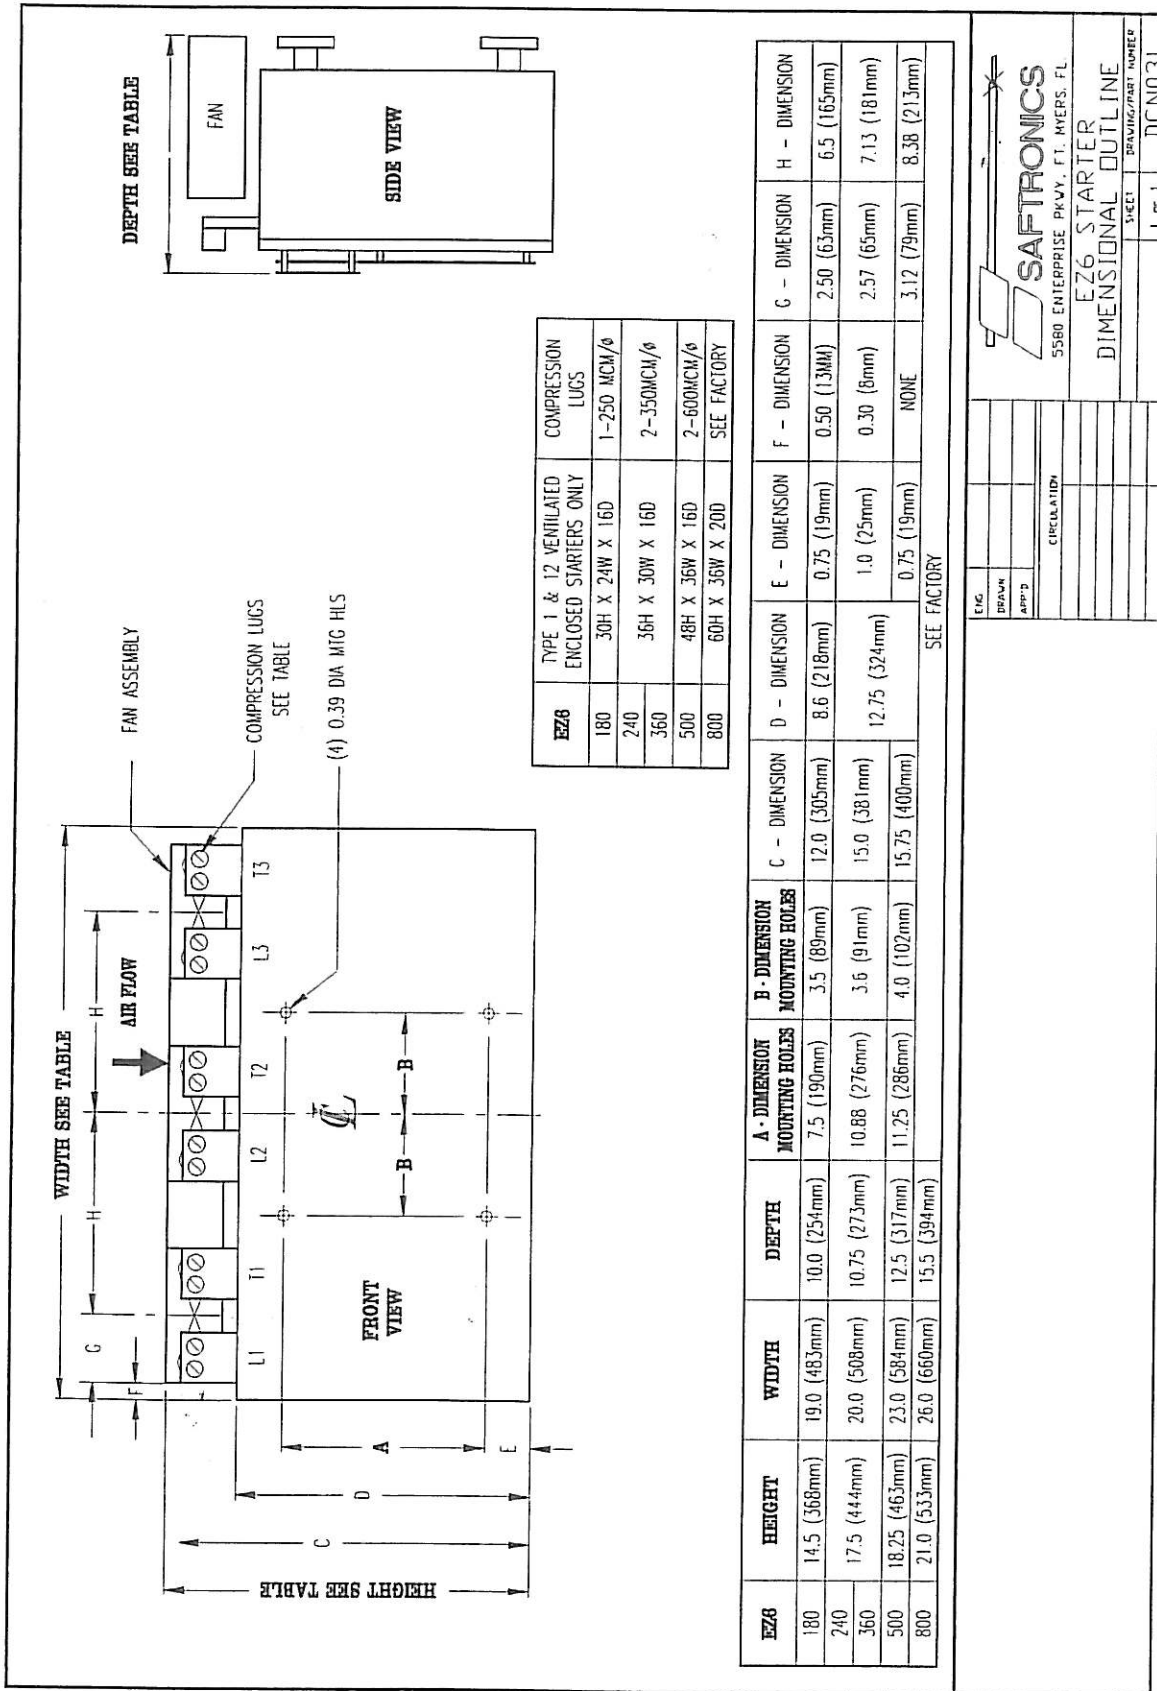 WIDTH SEE TABLE
DEPTH SEE TABLE
F
G
H
H
AIR FLOW
FAN ASSEMBLY
COMPRESSION LUGS
SEE TABLE
(4) 0.39 DIA MTG HLS
L1
T1
L2
T2
L3
T3
CL
FRONT
VIEW
B
B
A
E
D
C
HEIGHT SEE TABLE
FAN
SIDE VIEW
EZ6
TYPE 1 & 12 VENTILATED
ENCLOSED STARTERS ONLY
COMPRESSION
LUGS
180
30H X 24W X 16D
1-250 MCM/ø
240
360
36H X 30W X 16D
2-350MCM/ø
500
48H X 36W X 16D
2-600MCM/ø
800
60H X 36W X 20D
SEE FACTORY
EZ6
HEIGHT
WIDTH
DEPTH
A - DIMENSION
MOUNTING HOLES
B - DIMENSION
MOUNTING HOLES
C - DIMENSION
D - DIMENSION
E - DIMENSION
F - DIMENSION
G - DIMENSION
H - DIMENSION
180
14.5 (368mm)
19.0 (483mm)
10.0 (254mm)
7.5 (190mm)
3.5 (89mm)
12.0 (305mm)
8.6 (218mm)
0.75 (19mm)
0.50 (13MM)
2.50 (63mm)
6.5 (165mm)
240
360
17.5 (444mm)
20.0 (508mm)
10.75 (273mm)
10.88 (276mm)
3.6 (91mm)
15.0 (381mm)
12.75 (324mm)
1.0 (25mm)
0.30 (8mm)
2.57 (65mm)
7.13 (181mm)
500
18.25 (463mm)
23.0 (584mm)
12.5 (317mm)
11.25 (286mm)
4.0 (102mm)
15.75 (400mm)
0.75 (19mm)
NONE
3.12 (79mm)
8.38 (213mm)
800
21.0 (533mm)
26.0 (660mm)
15.5 (394mm)
SEE FACTORY
ENG
DRAWN
APP'D
CIRCULATION
SAFTRONICS
5580 ENTERPRISE PKWY, FT. MYERS, FL
EZ6 STARTER
DIMENSIONAL OUTLINE
SHEET
DRAWING/PART NUMBER